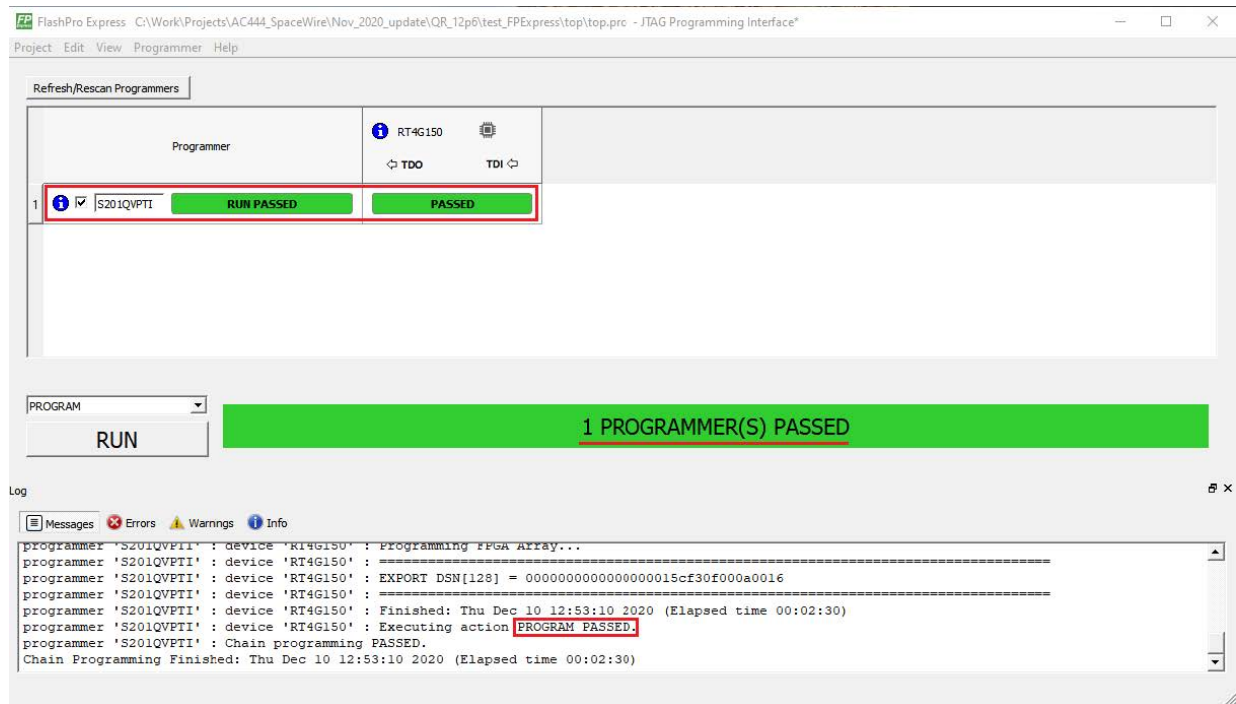 FP FlashPro Express C:\Work\Projects\AC444_SpaceWire\Nov_2020_update\QR_12p6\test_FPExpress\top\top.pro - JTAG Programming Interface*
Project Edit View Programmer Help
Refresh/Rescan Programmers
Programmer
RT4G150
TDO TDI
1 S201QVPTI RUN PASSED PASSED
PROGRAM
RUN
1 PROGRAMMER(S) PASSED
Log
Messages Errors Warnngs Info
programmer 'S201QVPTI' : device 'RT4G150' : Programming FPGA Array...
programmer 'S201QVPTI' : device 'RT4G150' : ==========================================================================
programmer 'S201QVPTI' : device 'RT4G150' : EXPORT DSN[128] = 0000000000000000015cf30f000a0016
programmer 'S201QVPTI' : device 'RT4G150' : ==========================================================================
programmer 'S201QVPTI' : device 'RT4G150' : Finished: Thu Dec 10 12:53:10 2020 (Elapsed time 00:02:30)
programmer 'S201QVPTI' : device 'RT4G150' : Executing action PROGRAM PASSED.
programmer 'S201QVPTI' : Chain programming PASSED.
Chain Programming Finished: Thu Dec 10 12:53:10 2020 (Elapsed time 00:02:30)